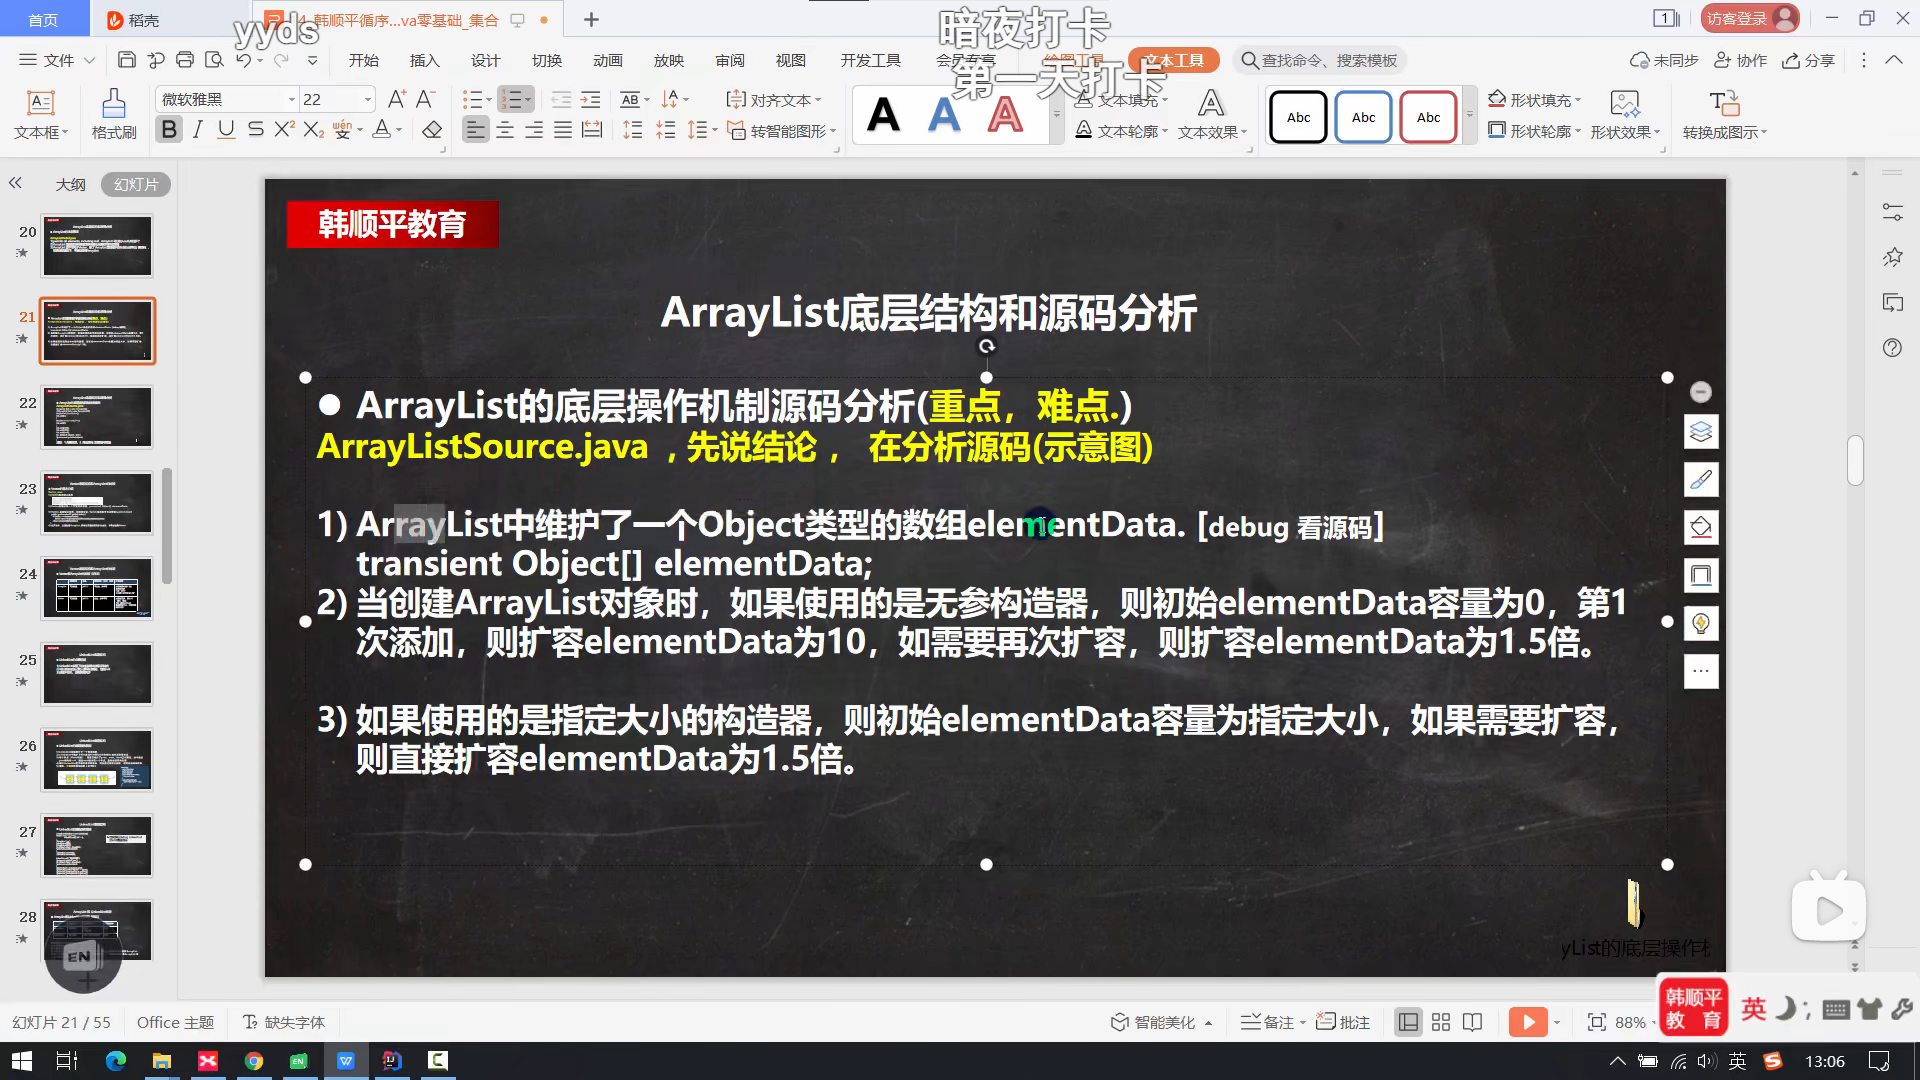 首页
稻壳
4_韩顺平循序...va零基础_集合
yyds
暗夜打卡
第一天打卡
1
访客登录
文件
开始
插入
设计
切换
动画
放映
审阅
视图
开发工具
会员专享
绘图工具
文本工具
查找命令、搜索模板
未同步
协作
分享
文本框
格式刷
微软雅黑
22
对齐文本
转智能图形
文本填充
文本轮廓
文本效果
Abc
Abc
Abc
形状填充
形状轮廓
形状效果
转换成图示
大纲
幻灯片
20
21
22
23
24
25
26
27
28
韩顺平教育
ArrayList底层结构和源码分析
● ArrayList的底层操作机制源码分析(重点，难点.)
ArrayListSource.java ，先说结论， 在分析源码(示意图)
1) ArrayList中维护了一个Object类型的数组elementData. [debug 看源码]
transient Object[] elementData;
2) 当创建ArrayList对象时，如果使用的是无参构造器，则初始elementData容量为0，第1
次添加，则扩容elementData为10，如需要再次扩容，则扩容elementData为1.5倍。
3) 如果使用的是指定大小的构造器，则初始elementData容量为指定大小，如果需要扩容，
则直接扩容elementData为1.5倍。
yList的底层操作机
EN
韩顺平
教 育
英
幻灯片 21 / 55
Office 主题
缺失字体
智能美化
备注
批注
88%
英
13:06